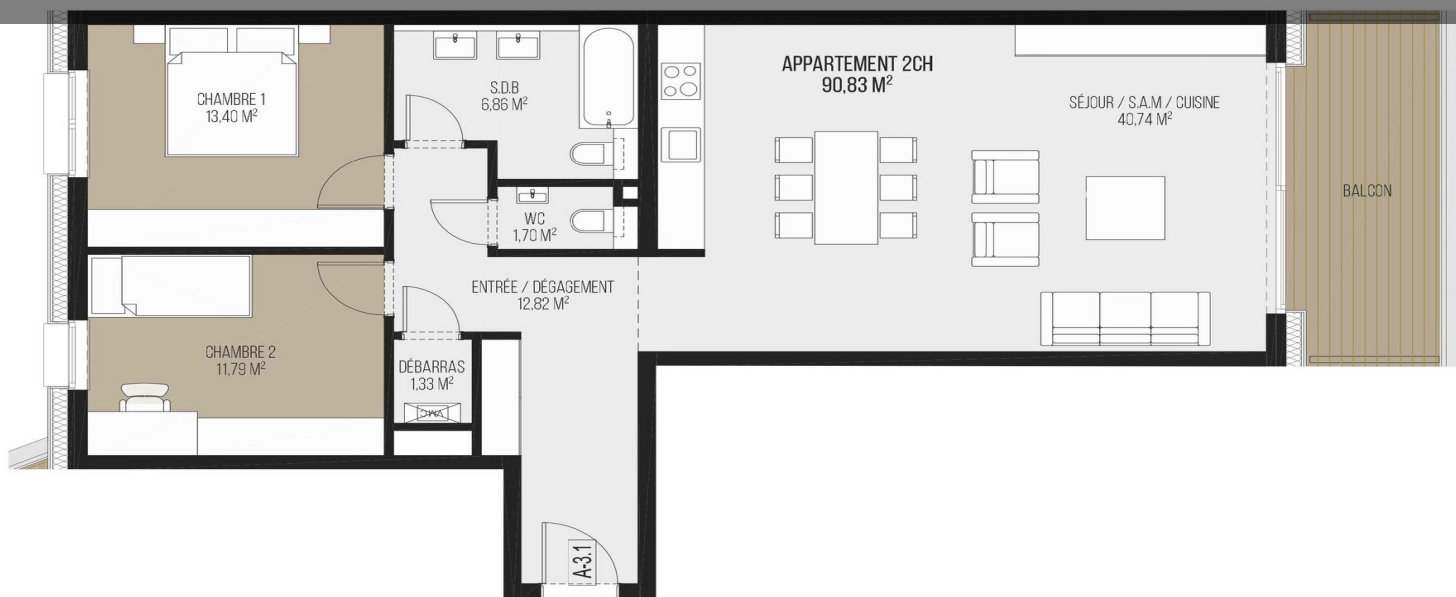 APPARTEMENT 2CH
90,83 M²
CHAMBRE 1
13,40 M²
S.D.B
6,86 M²
SÉJOUR / S.A.M / CUISINE
40,74 M²
BALCON
WC
1,70 M²
ENTRÉE / DÉGAGEMENT
12,82 M²
CHAMBRE 2
11,79 M²
DÉBARRAS
1,33 M²
VMC
A-3.1